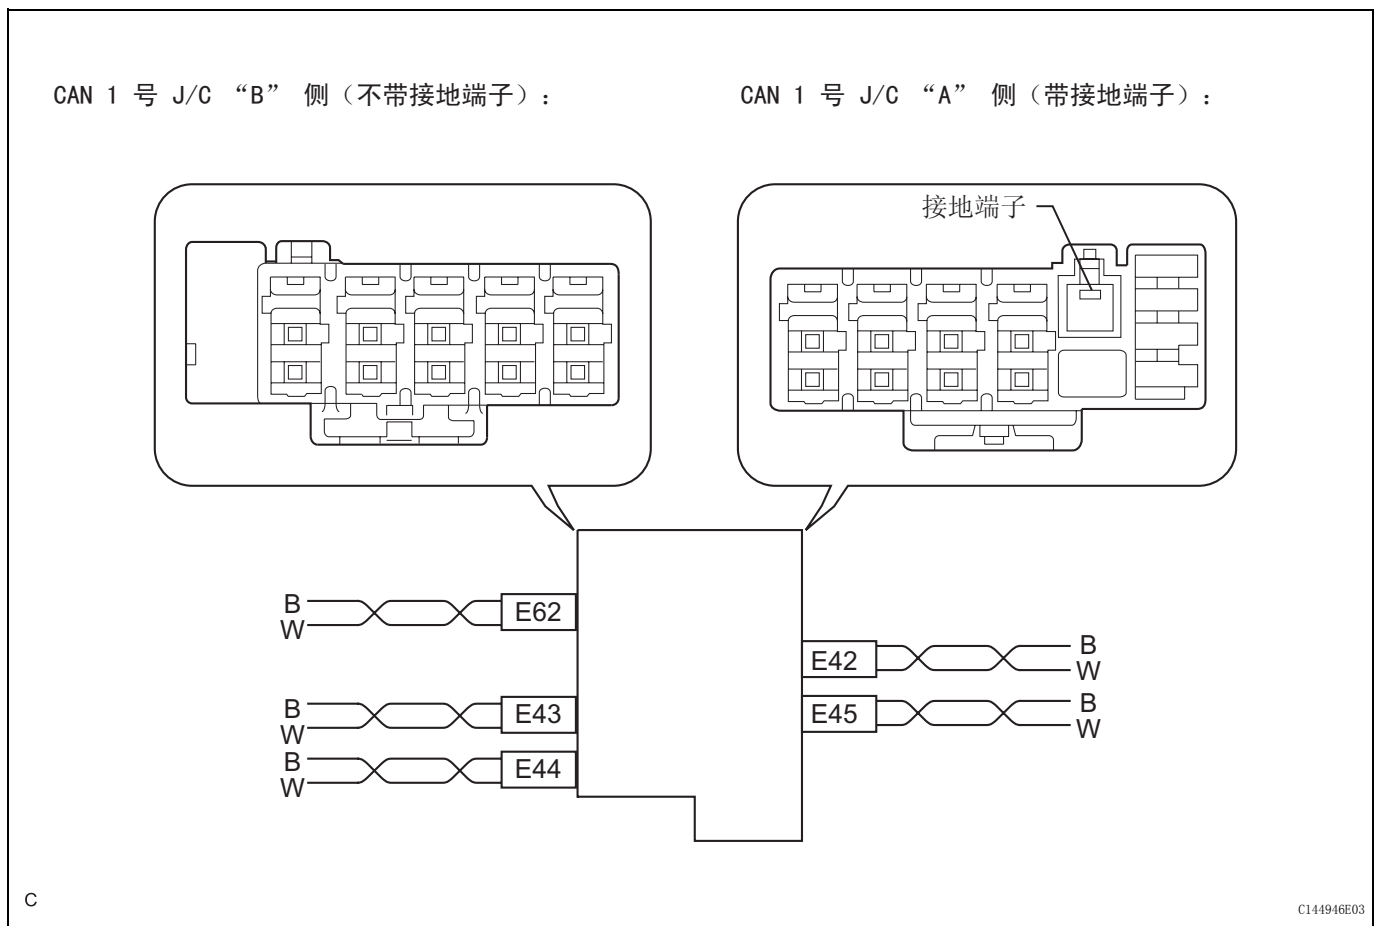 CAN 1 号 J/C “B” 侧（不带接地端子）：
CAN 1 号 J/C “A” 侧（带接地端子）：
接地端子
B
W
E62
B
W
E43
B
W
E44
E42
B
W
E45
B
W
C
C144946E03